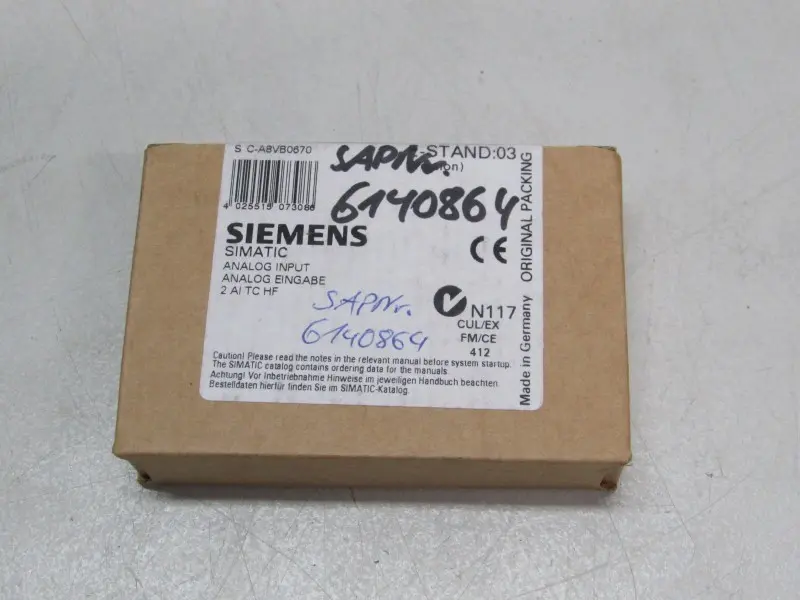 S C-A8VB0670
-STAND:03
SAPNr.
6140864
4 025515 07308
SIEMENS
SIMATIC
ANALOG INPUT
ANALOG EINGABE
2 AI TC HF
CE
N117
CUL/EX
FM/CE
412
SAPNr.
6140864
Caution! Please read the notes in the relevant manual before system startup.
The SIMATIC catalog contains ordering data for the manuals.
Achtung! Vor Inbetriebnahme Hinweise im jeweiligen Handbuch beachten.
Bestelldaten hierfür finden Sie im SIMATIC-Katalog.
Made in Germany ORIGINAL PACKING